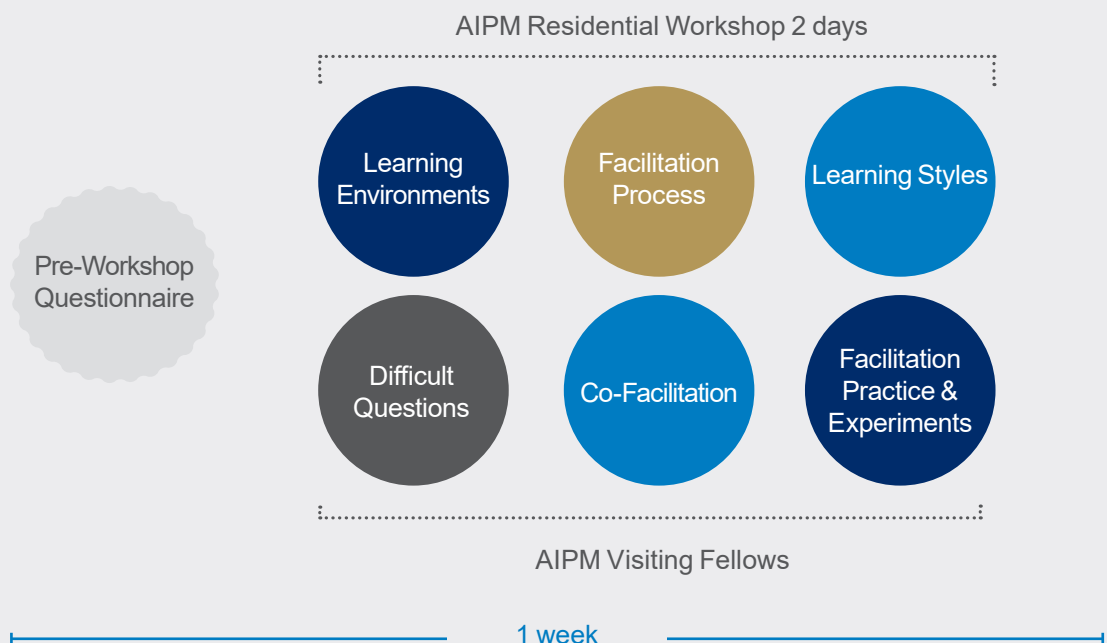 AIPM Residential Workshop 2 days
Learning
Environments
Facilitation
Process
Learning Styles
Pre-Workshop
Questionnaire
Difficult
Questions
Co-Facilitation
Facilitation
Practice &
Experiments
AIPM Visiting Fellows
1 week